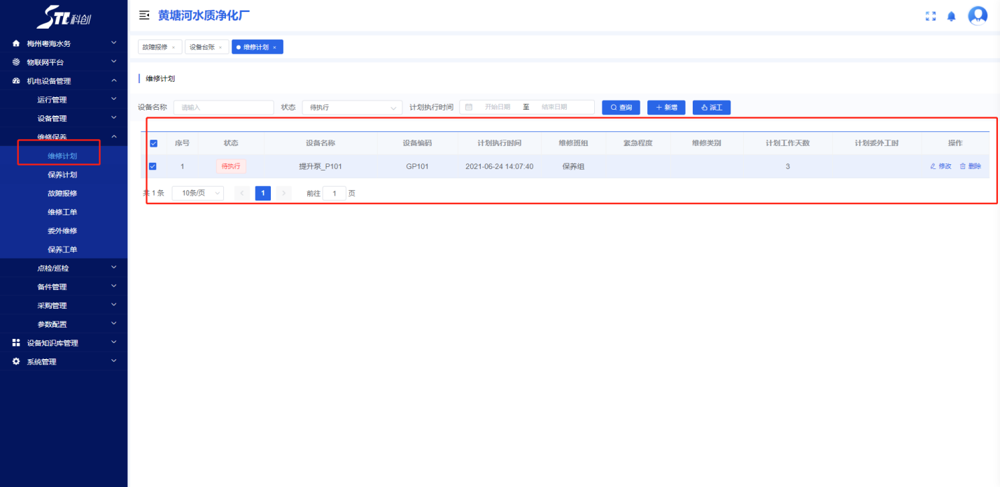 STC科创
黄塘河水质净化厂
梅州粤海水务
物联网平台
机电设备管理
运行管理
设备管理
维修保养
维修计划
保养计划
故障报修
维修工单
委外维修
保养工单
点检/巡检
备件管理
采购管理
参数配置
设备知识库管理
系统管理
故障报修 × 设备台账 × 维修计划 ×
维修计划
设备名称 请输入 状态 待执行 计划执行时间 开始日期 至 结束日期 查询 + 新增 派工
序号 状态 设备名称 设备编码 计划执行时间 维修班组 紧急程度 维修类别 计划工作天数 计划委外工时 操作
1 待执行 提升泵_P101 GP101 2021-06-24 14:07:40 保养组 3 修改 删除
共 1 条 10条/页 < 1 > 前往 1 页